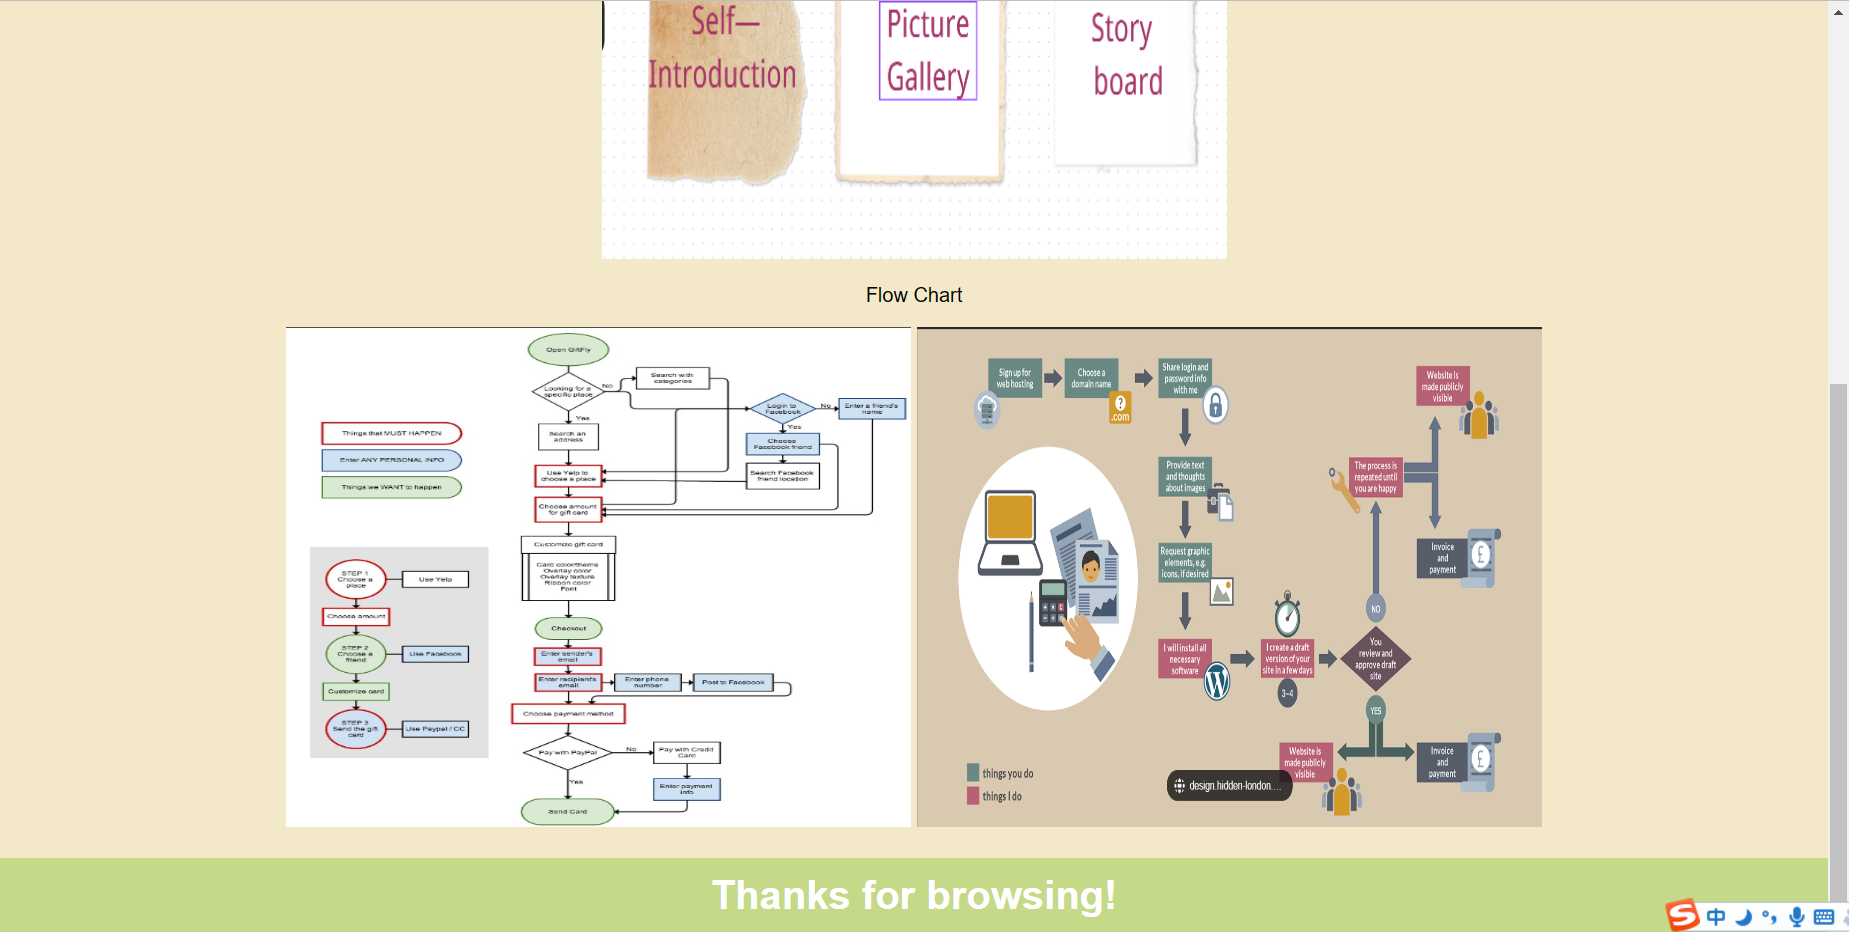 Self—
Introduction
Picture
Gallery
Story
board
Flow Chart
Open GiftFly
Looking for a
specific place
No
Search with
categories
Yes
Search an
address
Login to
Facebook
No
Enter a friend's
name
Yes
Choose
Facebook friend
Search Facebook
friend location
Use Yelp to
choose a place
Choose amount
for gift card
Customize gift card
Card color/theme
Overlay color
Overlay texture
Ribbon color
Font
Checkout
Enter sender's
email
Enter recipient's
email
Enter phone
number
Post to Facebook
Choose payment method
Pay with PayPal
No
Pay with Credit
Card
Yes
Enter payment
info
Send Card
Things that MUST HAPPEN
Enter ANY PERSONAL INFO
Things we WANT to happen
STEP 1
Choose a
place
Use Yelp
Choose amount
STEP 2
Choose a
friend
Use Facebook
Customize card
STEP 3
Send the gift
card
Use Paypal / CC
Sign up for
web hosting
Choose a
domain name
?
.com
Share login and
password info
with me
Provide text
and thoughts
about images
Request graphic
elements, e.g.
icons, if desired
I will install all
necessary
software
I create a draft
version of your
site in a few days
3-4
You
review and
approve draft
site
NO
The process is
repeated until
you are happy
Website is
made publicly
visible
Invoice
and
payment
£
YES
Website is
made publicly
visible
Invoice
and
payment
£
things you do
things I do
design.hidden-london....
Thanks for browsing!
中